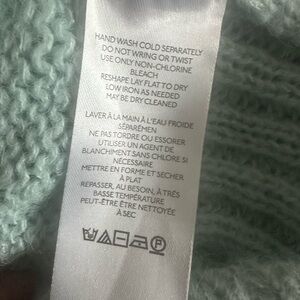 HAND WASH COLD SEPARATELY
DO NOT WRING OR TWIST
USE ONLY NON-CHLORINE
BLEACH
RESHAPE LAY FLAT TO DRY
LOW IRON AS NEEDED
MAY BE DRY CLEANED
LAVER À LA MAIN À L'EAU FROIDE
SÉPARÉMEN
NE PAS TORDRE OU ESSORER
UTILISER UN AGENT DE
BLANCHIMENT SANS CHLORE SI
NÉCESSAIRE
METTRE EN FORME ET SECHER
À PLAT
REPASSER, AU BESOIN, À TRÈS
BASSE TEMPÉRATURE
PEUT-ÊTRE ÊTRE NETTOYÉE
À SEC
P